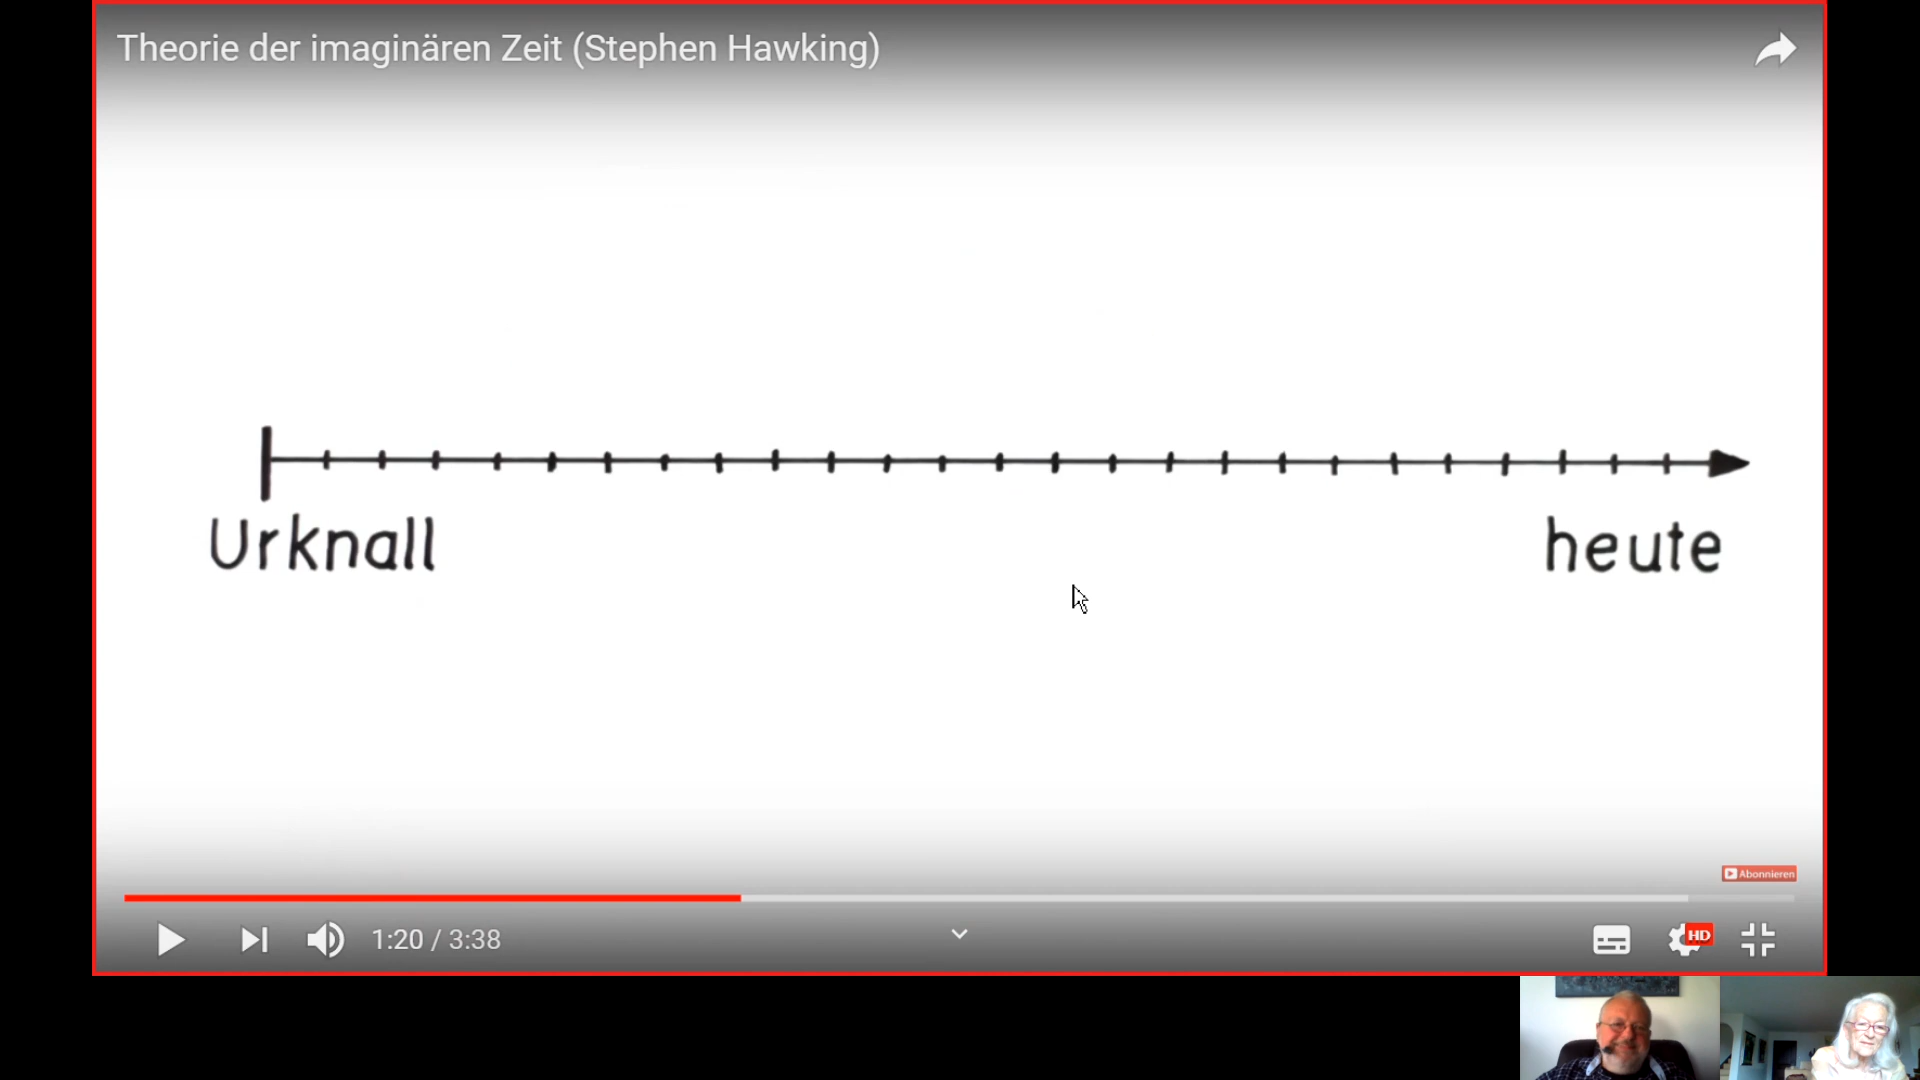 Theorie der imaginären Zeit (Stephen Hawking)
Urknall
heute
Abonnieren
1:20 / 3:38
HD